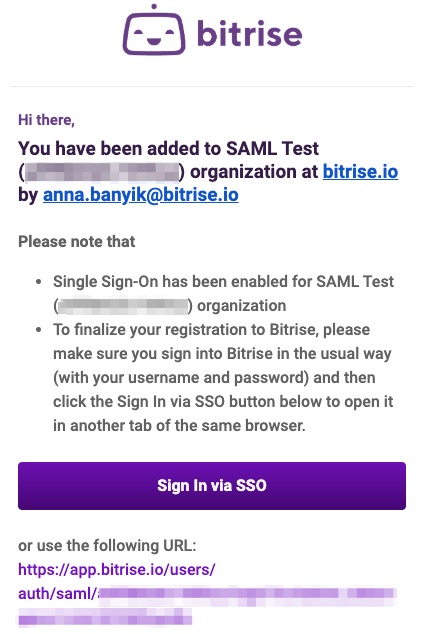 bitrise
Hi there,
You have been added to SAML Test
( ) organization at bitrise.io
by anna.banyik@bitrise.io
Please note that
• Single Sign-On has been enabled for SAML Test
( ) organization
• To finalize your registration to Bitrise, please
make sure you sign into Bitrise in the usual way
(with your username and password) and then
click the Sign In via SSO button below to open it
in another tab of the same browser.
Sign In via SSO
or use the following URL:
https://app.bitrise.io/users/
auth/saml/